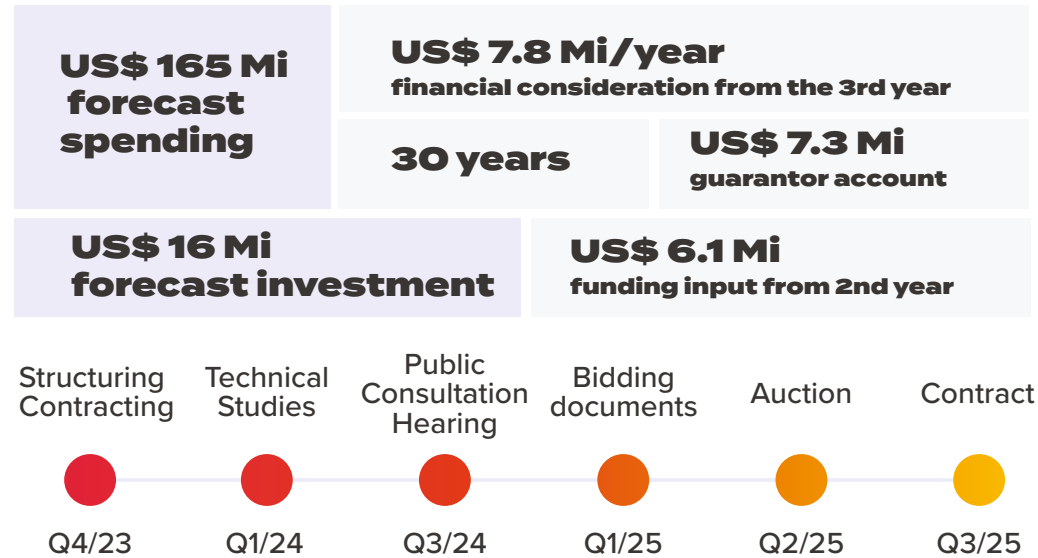 US$ 165 Mi
forecast
spending
US$ 7.8 Mi/year
financial consideration from the 3rd year
30 years
US$ 7.3 Mi
guarantor account
US$ 16 Mi
forecast investment
US$ 6.1 Mi
funding input from 2nd year
Structuring
Contracting
Technical
Studies
Public
Consultation
Hearing
Bidding
documents
Auction
Contract
Q4/23
Q1/24
Q3/24
Q1/25
Q2/25
Q3/25